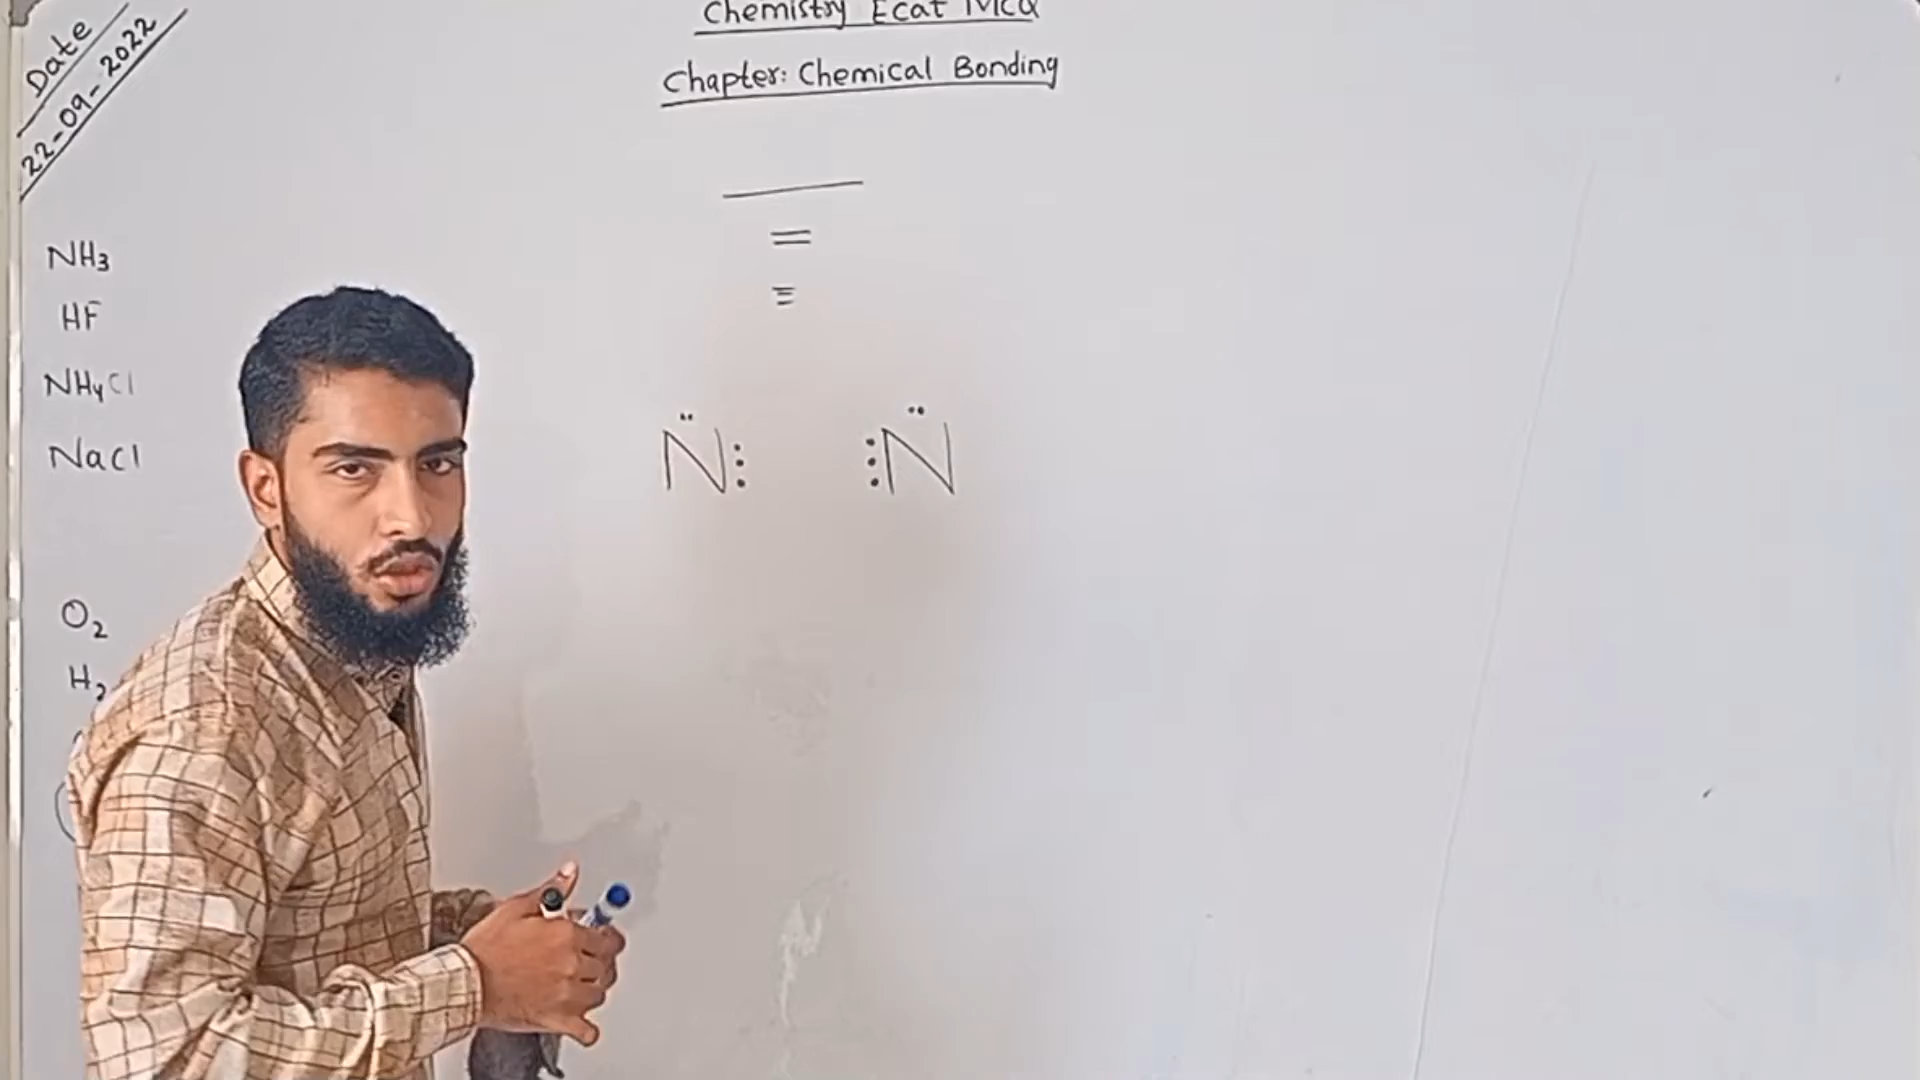 Date
22-09-2022
Chemistry Ecat MCQ
Chapter: Chemical Bonding
NH₃
HF
NH₄Cl
NaCl
O₂
H₂
=
≡
N N